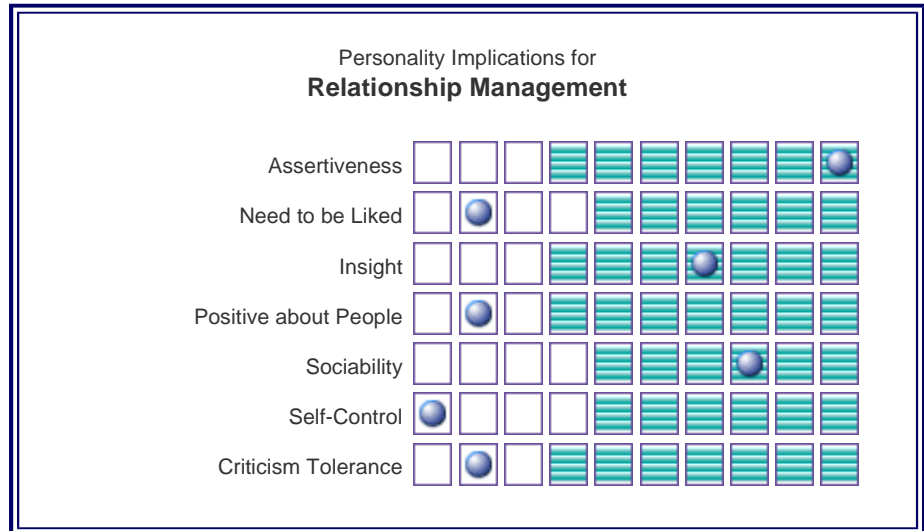 Personality Implications for
Relationship Management
Assertiveness
Need to be Liked
Insight
Positive about People
Sociability
Self-Control
Criticism Tolerance